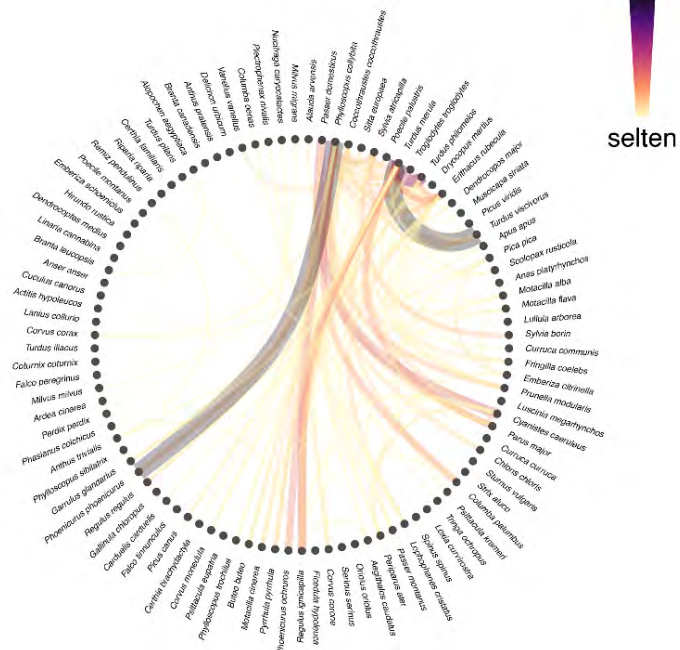 selten
Alauda arvensis
Passer domesticus
Phylloscopus collybita
Coccothraustes coccothraustes
Sitta europaea
Sylvia atricapilla
Poecile palustris
Turdus merula
Troglodytes troglodytes
Turdus philomelos
Dryocopus martius
Erithacus rubecula
Dendrocopos major
Muscicapa striata
Picus viridis
Turdus viscivorus
Apus apus
Pica pica
Scolopax rusticola
Anas platyrhynchos
Motacilla alba
Motacilla flava
Lullula arborea
Sylvia borin
Curruca communis
Fringilla coelebs
Emberiza citrinella
Prunella modularis
Luscinia megarhynchos
Cyanistes caeruleus
Parus major
Curruca curruca
Chloris chloris
Sturnus vulgaris
Strix aluco
Columba palumbus
Psittacula krameri
Tringa ochropus
Loxia curvirostra
Spinus spinus
Lophophanes cristatus
Passer montanus
Periparus ater
Aegithalos caudatus
Oriolus oriolus
Serinus serinus
Corvus corone
Ficedula hypoleuca
Regulus ignicapilla
Phoenicurus ochruros
Pyrrhula pyrrhula
Motacilla cinerea
Buteo buteo
Phylloscopus trochilus
Psittacula eupatria
Corvus monedula
Certhia brachydactyla
Picus canus
Falco tinnunculus
Carduelis carduelis
Gallinula chloropus
Regulus regulus
Phoenicurus phoenicurus
Garrulus glandarius
Phylloscopus sibilatrix
Anthus trivialis
Phasianus colchicus
Perdix perdix
Ardea cinerea
Milvus milvus
Falco peregrinus
Coturnix coturnix
Turdus iliacus
Corvus corax
Lanius collurio
Actitis hypoleucos
Cuculus canorus
Anser anser
Branta leucopsis
Linaria cannabina
Dendrocoptes medius
Hirundo rustica
Emberiza schoeniclus
Poecile montanus
Remiz pendulinus
Riparia riparia
Certhia familiaris
Turdus pilaris
Alopochen aegyptiaca
Branta canadensis
Anthus pratensis
Delichon urbicum
Vanellus vanellus
Columba oenas
Plectrophenax nivalis
Nucifraga caryocatactes
Milvus migrans